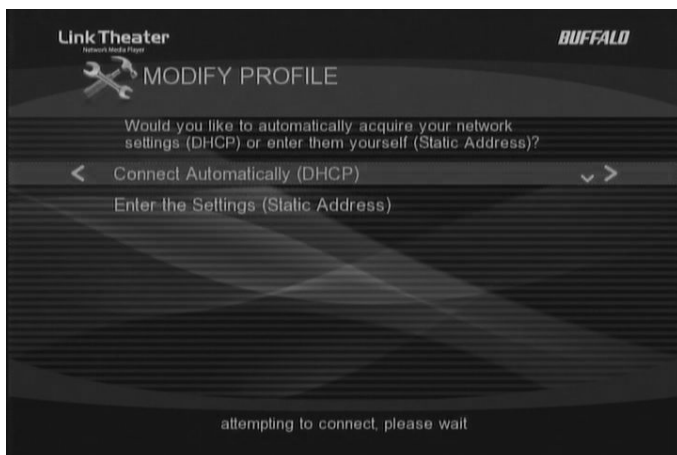 LinkTheater
Network Media Player
BUFFALO
MODIFY PROFILE
Would you like to automatically acquire your network
settings (DHCP) or enter them yourself (Static Address)?
Connect Automatically (DHCP)
Enter the Settings (Static Address)
attempting to connect, please wait